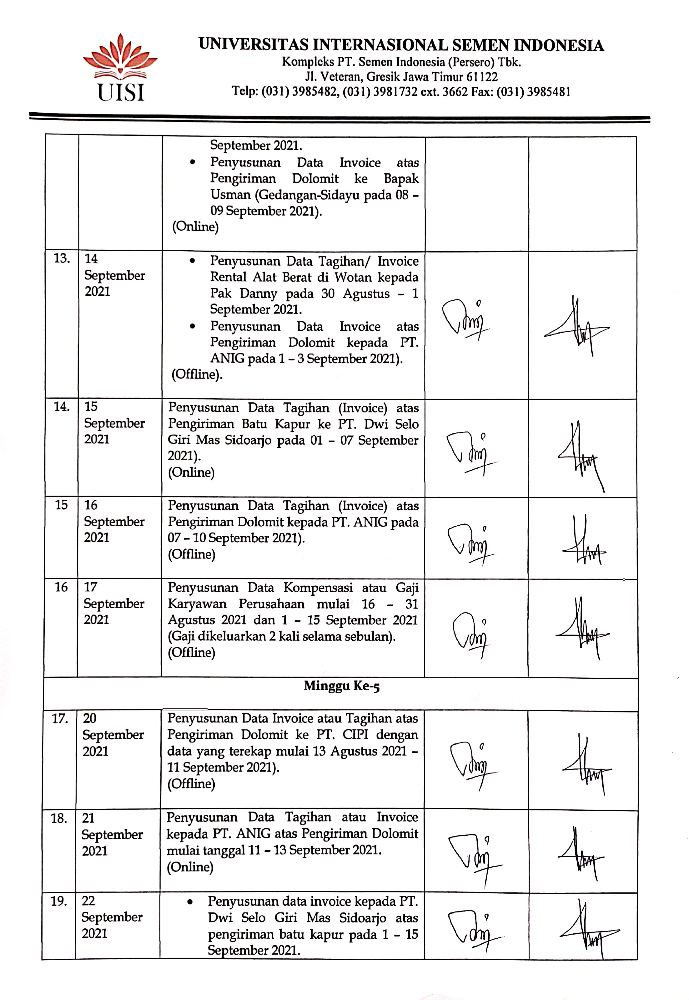 UISI
UNIVERSITAS INTERNASIONAL SEMEN INDONESIA
Kompleks PT. Semen Indonesia (Persero) Tbk.
Jl. Veteran, Gresik Jawa Timur 61122
Telp: (031) 3985482, (031) 3981732 ext. 3662 Fax: (031) 3985481
September 2021.
• Penyusunan Data Invoice atas
Pengiriman Dolomit ke Bapak
Usman (Gedangan-Sidayu pada 08 –
09 September 2021).
(Online)
13.
14
September
2021
• Penyusunan Data Tagihan/ Invoice
Rental Alat Berat di Wotan kepada
Pak Danny pada 30 Agustus – 1
September 2021.
• Penyusunan Data Invoice atas
Pengiriman Dolomit kepada PT.
ANIG pada 1 – 3 September 2021).
(Offline).
14.
15
September
2021
Penyusunan Data Tagihan (Invoice) atas
Pengiriman Batu Kapur ke PT. Dwi Selo
Giri Mas Sidoarjo pada 01 – 07 September
2021).
(Online)
15
16
September
2021
Penyusunan Data Tagihan (Invoice) atas
Pengiriman Dolomit kepada PT. ANIG pada
07 – 10 September 2021).
(Offline)
16
17
September
2021
Penyusunan Data Kompensasi atau Gaji
Karyawan Perusahaan mulai 16 – 31
Agustus 2021 dan 1 – 15 September 2021
(Gaji dikeluarkan 2 kali selama sebulan).
(Offline)
Minggu Ke-5
17.
20
September
2021
Penyusunan Data Invoice atau Tagihan atas
Pengiriman Dolomit ke PT. CIPI dengan
data yang terekap mulai 13 Agustus 2021 –
11 September 2021).
(Offline)
18.
21
September
2021
Penyusunan Data Tagihan atau Invoice
kepada PT. ANIG atas Pengiriman Dolomit
mulai tanggal 11 – 13 September 2021.
(Online)
19.
22
September
2021
• Penyusunan data invoice kepada PT.
Dwi Selo Giri Mas Sidoarjo atas
pengiriman batu kapur pada 1 – 15
September 2021.